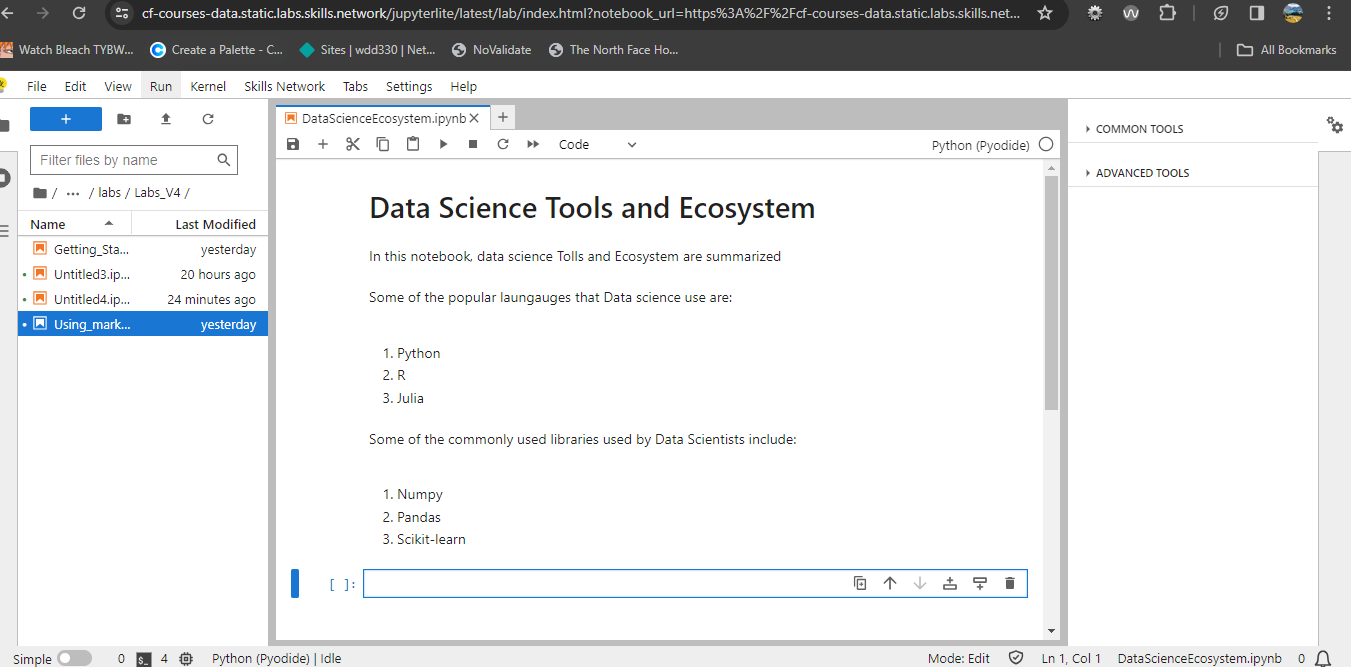 cf-courses-data.static.labs.skills.network/jupyterlite/latest/lab/index.html?notebook_url=https%3A%2F%2Fcf-courses-data.static.labs.skills.net...
Watch Bleach TYBW... Create a Palette - C... Sites | wdd330 | Net... NoValidate The North Face Ho... All Bookmarks
File Edit View Run Kernel Skills Network Tabs Settings Help
+ DataScienceEcosystem.ipynb
Filter files by name
Code Python (Pyodide)
/ ... / labs / Labs_V4 /
Name Last Modified
Getting_Sta... yesterday
Untitled3.ip... 20 hours ago
Untitled4.ip... 24 minutes ago
Using_mark... yesterday
Data Science Tools and Ecosystem
In this notebook, data science Tolls and Ecosystem are summarized
Some of the popular laungauges that Data science use are:
1. Python
2. R
3. Julia
Some of the commonly used libraries used by Data Scientists include:
1. Numpy
2. Pandas
3. Scikit-learn
[ ]:
COMMON TOOLS
ADVANCED TOOLS
Simple 0 $_ 4 Python (Pyodide) | Idle Mode: Edit Ln 1, Col 1 DataScienceEcosystem.ipynb 0